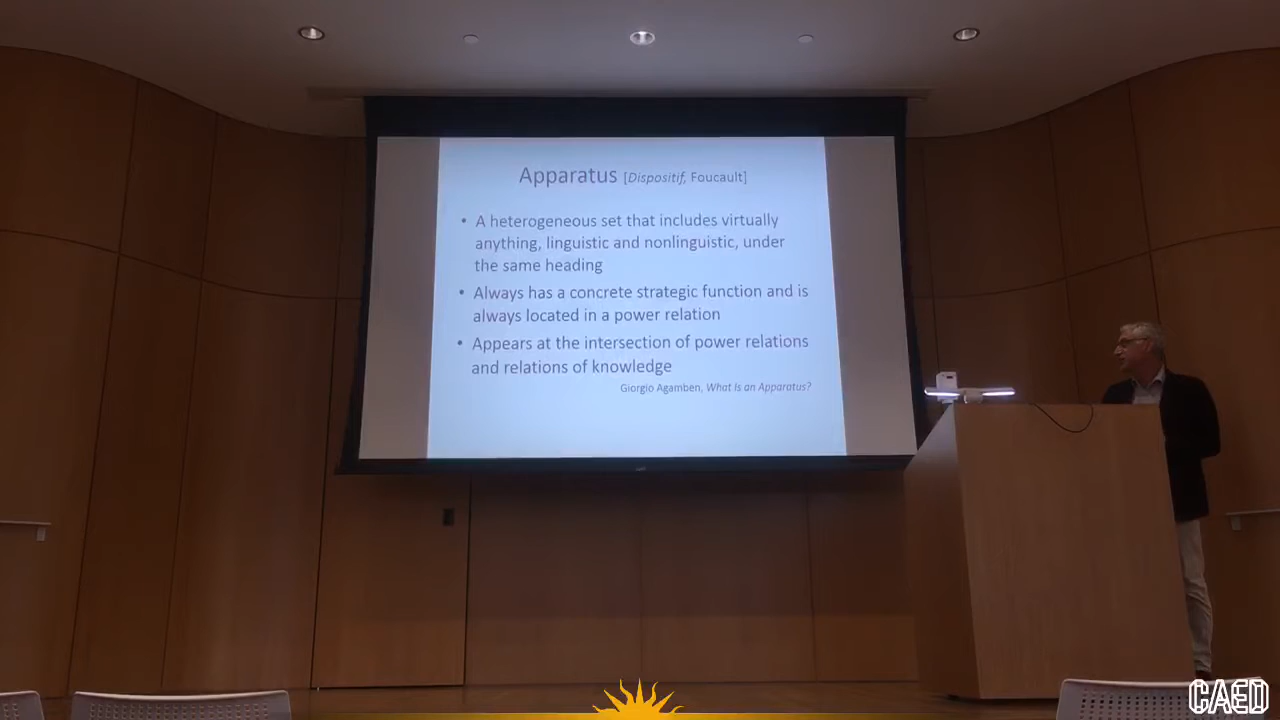 Apparatus [Dispositif, Foucault]
• A heterogeneous set that includes virtually
anything, linguistic and nonlinguistic, under
the same heading
• Always has a concrete strategic function and is
always located in a power relation
• Appears at the intersection of power relations
and relations of knowledge
Giorgio Agamben, What Is an Apparatus?
CAED